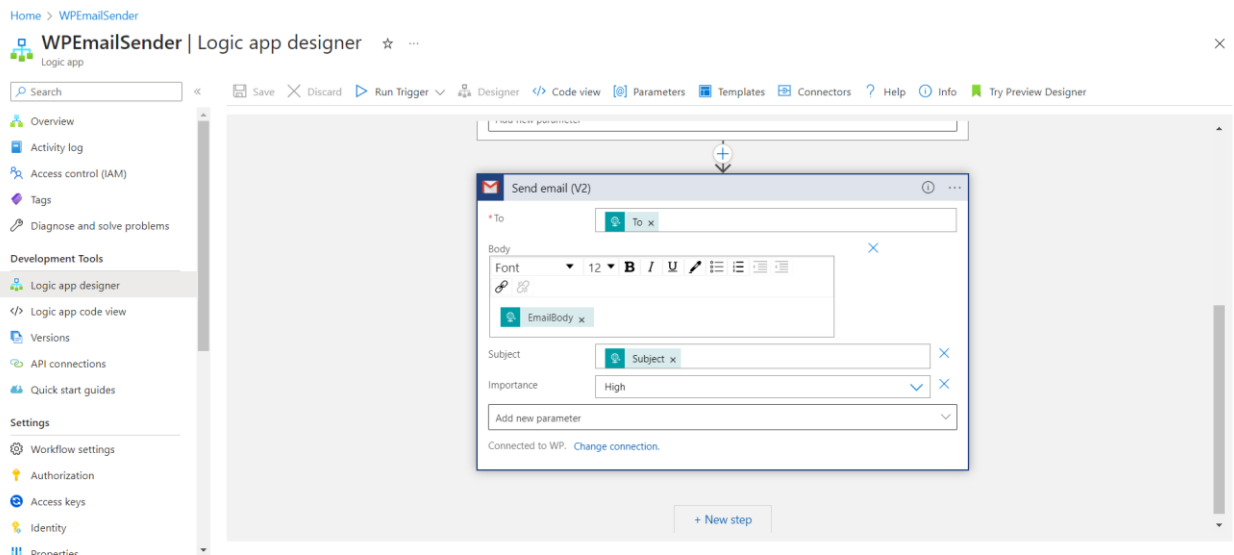 Home > WPEmailSender
WPEmailSender | Logic app designer ☆ ...
Logic app
Search
Save Discard Run Trigger Designer </> Code view [@] Parameters Templates Connectors ? Help Info Try Preview Designer
Overview
Activity log
Access control (IAM)
Tags
Diagnose and solve problems
Development Tools
Logic app designer
Logic app code view
Versions
API connections
Quick start guides
Settings
Workflow settings
Authorization
Access keys
Identity
Properties
Add new parameter
Send email (V2)
* To
To ×
Body
Font 12 B I U
EmailBody ×
Subject
Subject ×
Importance
High
Add new parameter
Connected to WP. Change connection.
+ New step